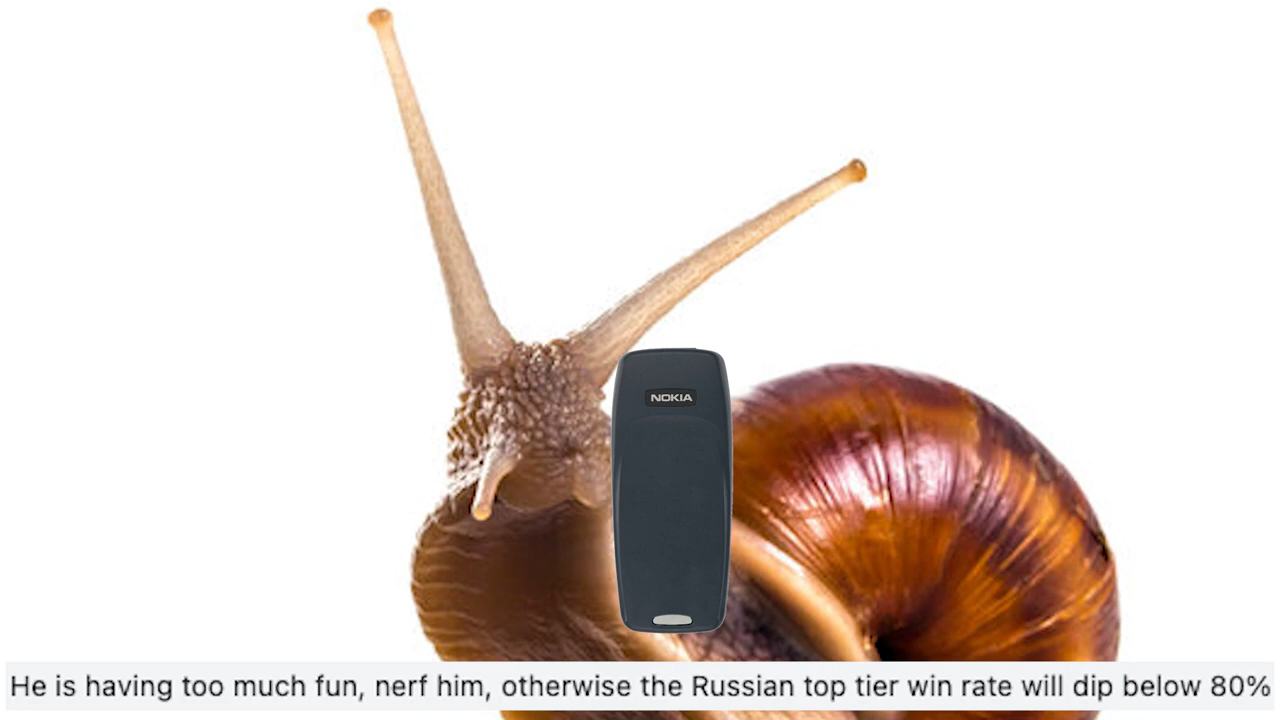 NOKIA
He is having too much fun, nerf him, otherwise the Russian top tier win rate will dip below 80%